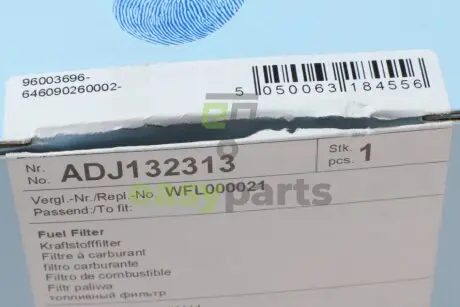 96003696-
646090260002-
5 050063 184556
Nr. No. ADJ132313
Stk. pcs. 1
Vergl.-Nr./Repl-No. WFL000021
Passend:/To fit:
easyparts
Fuel Filter
Kraftstofffilter
Filtre à carburant
filtro carburante
Filtro de combustible
Filtr paliwa
топливный фильтр